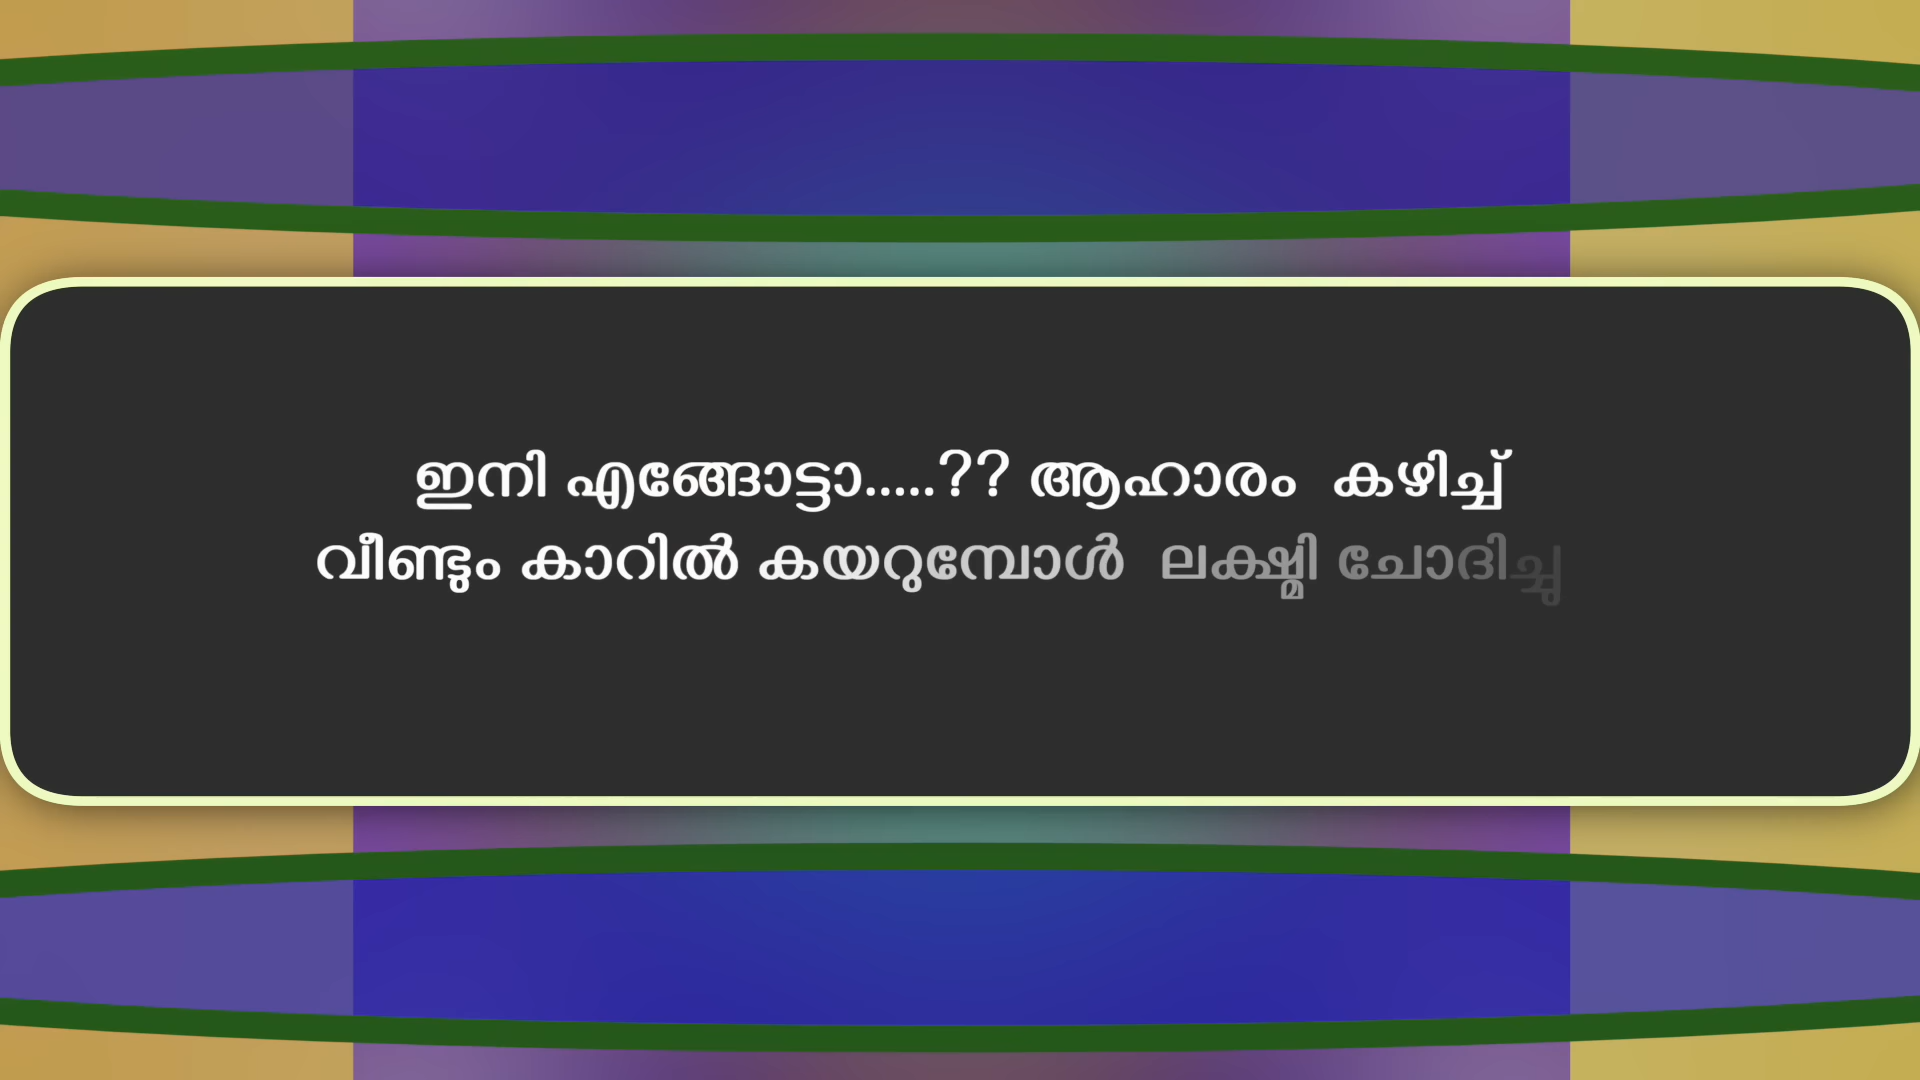 ഇനി എങ്ങോട്ടാ.....?? ആഹാരം  കഴിച്ച്
വീണ്ടും കാറിൽ കയറുമ്പോൾ  ലക്ഷ്മി ചോദിച്ചു